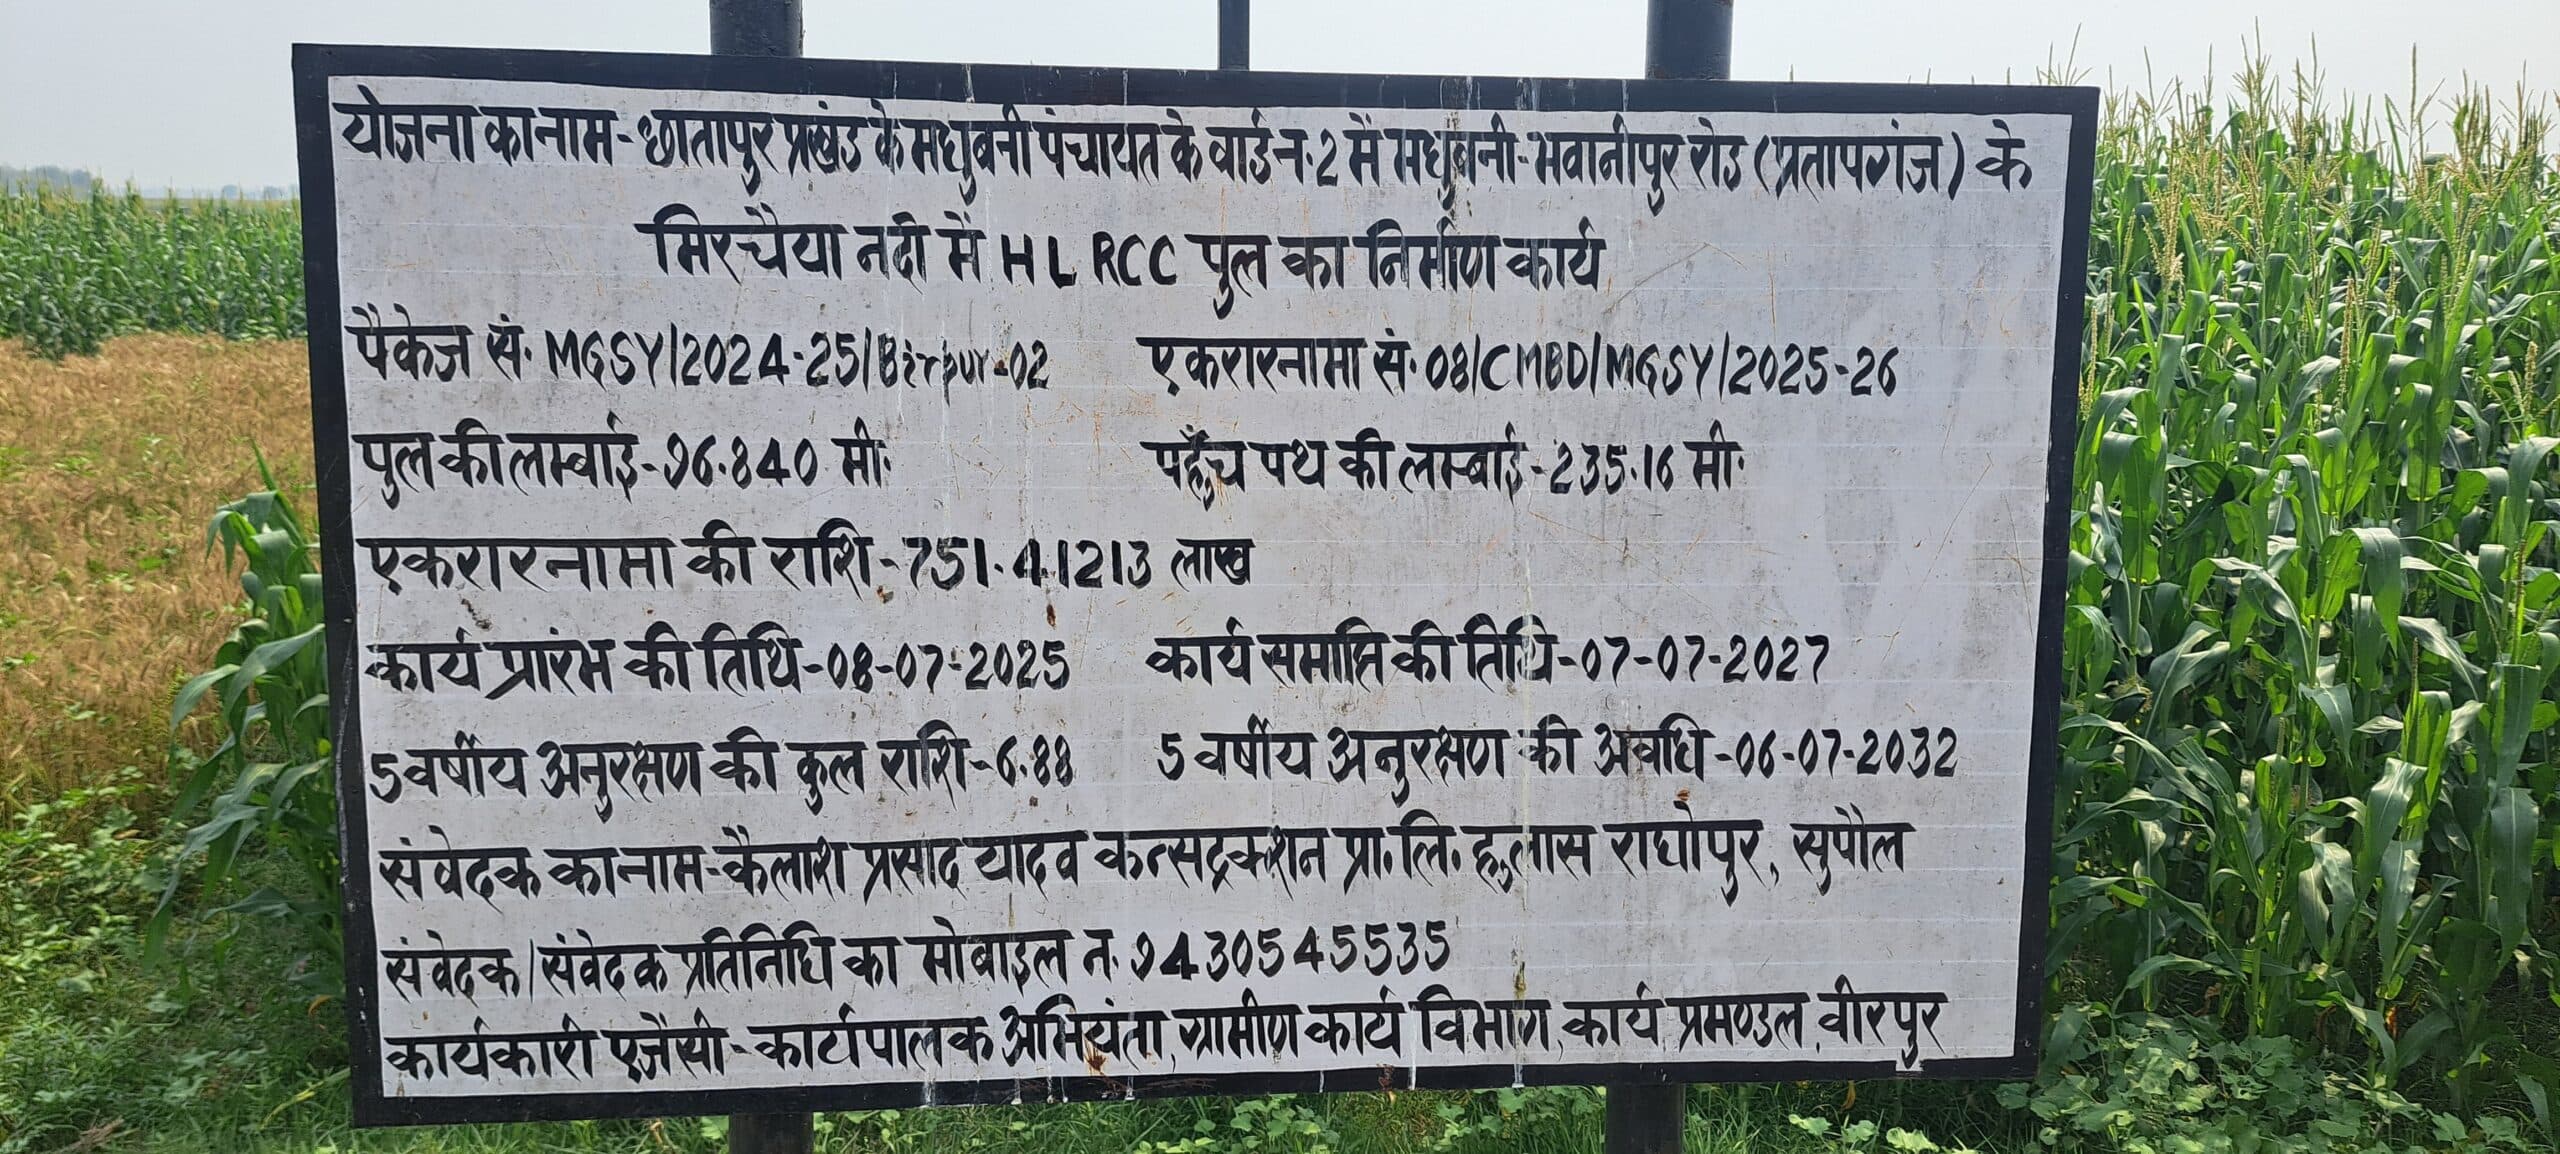 योजना का नाम- छातापुर प्रखंड के मधुबनी पंचायत के वार्ड न.2 में मधुबनी-भवानीपुर रोड (प्रतापगंज) के
मिरचैया नदी में HL RCC पुल का निर्माण कार्य
पैकेज सं. MGSY/2024-25/Birpur-02 एकरारनामा सं. 08/CMBD/MGSY/2025-26
पुल की लम्बाई-96.840 मी. पहुँच पथ की लम्बाई-235.16 मी.
एकरारनामा की राशि-751.41213 लाख
कार्य प्रारंभ की तिथि-08-07-2025 कार्य समाप्ति की तिथि-07-07-2027
5 वर्षीय अनुरक्षण की कुल राशि-6.88 5 वर्षीय अनुरक्षण की अवधि-06-07-2032
संवेदक का नाम-कैलाश प्रसाद यादव कन्सट्रक्शन प्रा.लि. हुलास राघोपुर, सुपौल
संवेदक/संवेदक प्रतिनिधि का मोबाइल न. 9430545535
कार्यकारी एजेंसी-कार्यपालक अभियंता, ग्रामीण कार्य विभाग, कार्य प्रमण्डल, वीरपुर